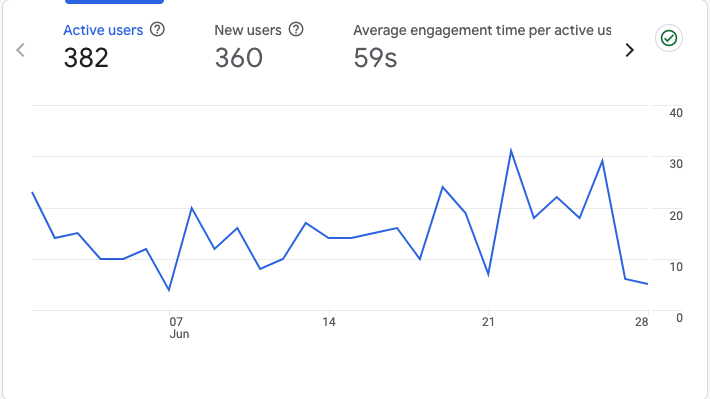 Active users
New users
Average engagement time per active us
382
360
59s
40
30
20
10
0
07
Jun
14
21
28